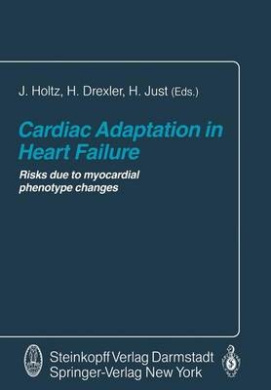 J. Holtz, H. Drexler, H. Just (Eds.)
Cardiac Adaptation in
Heart Failure
Risks due to myocardial
phenotype changes
Steinkopff Verlag Darmstadt
Springer-Verlag New York